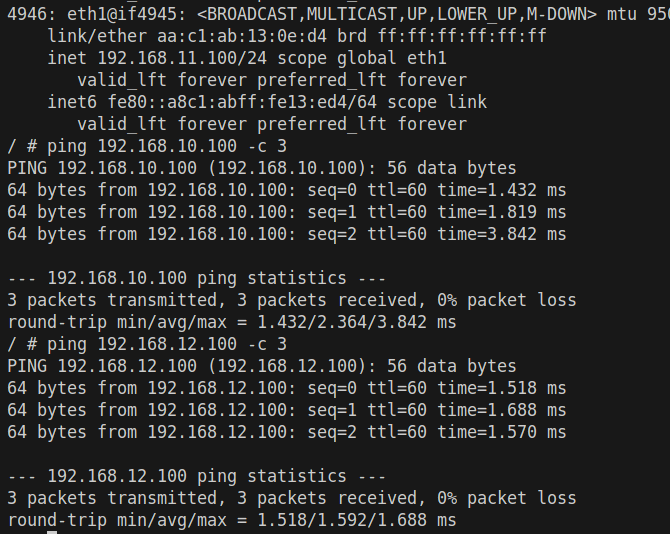 4946: eth1@if4945: <BROADCAST,MULTICAST,UP,LOWER_UP,M-DOWN> mtu 950
    link/ether aa:c1:ab:13:0e:d4 brd ff:ff:ff:ff:ff:ff
    inet 192.168.11.100/24 scope global eth1
       valid_lft forever preferred_lft forever
    inet6 fe80::a8c1:abff:fe13:ed4/64 scope link
       valid_lft forever preferred_lft forever
/ # ping 192.168.10.100 -c 3
PING 192.168.10.100 (192.168.10.100): 56 data bytes
64 bytes from 192.168.10.100: seq=0 ttl=60 time=1.432 ms
64 bytes from 192.168.10.100: seq=1 ttl=60 time=1.819 ms
64 bytes from 192.168.10.100: seq=2 ttl=60 time=3.842 ms

--- 192.168.10.100 ping statistics ---
3 packets transmitted, 3 packets received, 0% packet loss
round-trip min/avg/max = 1.432/2.364/3.842 ms
/ # ping 192.168.12.100 -c 3
PING 192.168.12.100 (192.168.12.100): 56 data bytes
64 bytes from 192.168.12.100: seq=0 ttl=60 time=1.518 ms
64 bytes from 192.168.12.100: seq=1 ttl=60 time=1.688 ms
64 bytes from 192.168.12.100: seq=2 ttl=60 time=1.570 ms

--- 192.168.12.100 ping statistics ---
3 packets transmitted, 3 packets received, 0% packet loss
round-trip min/avg/max = 1.518/1.592/1.688 ms